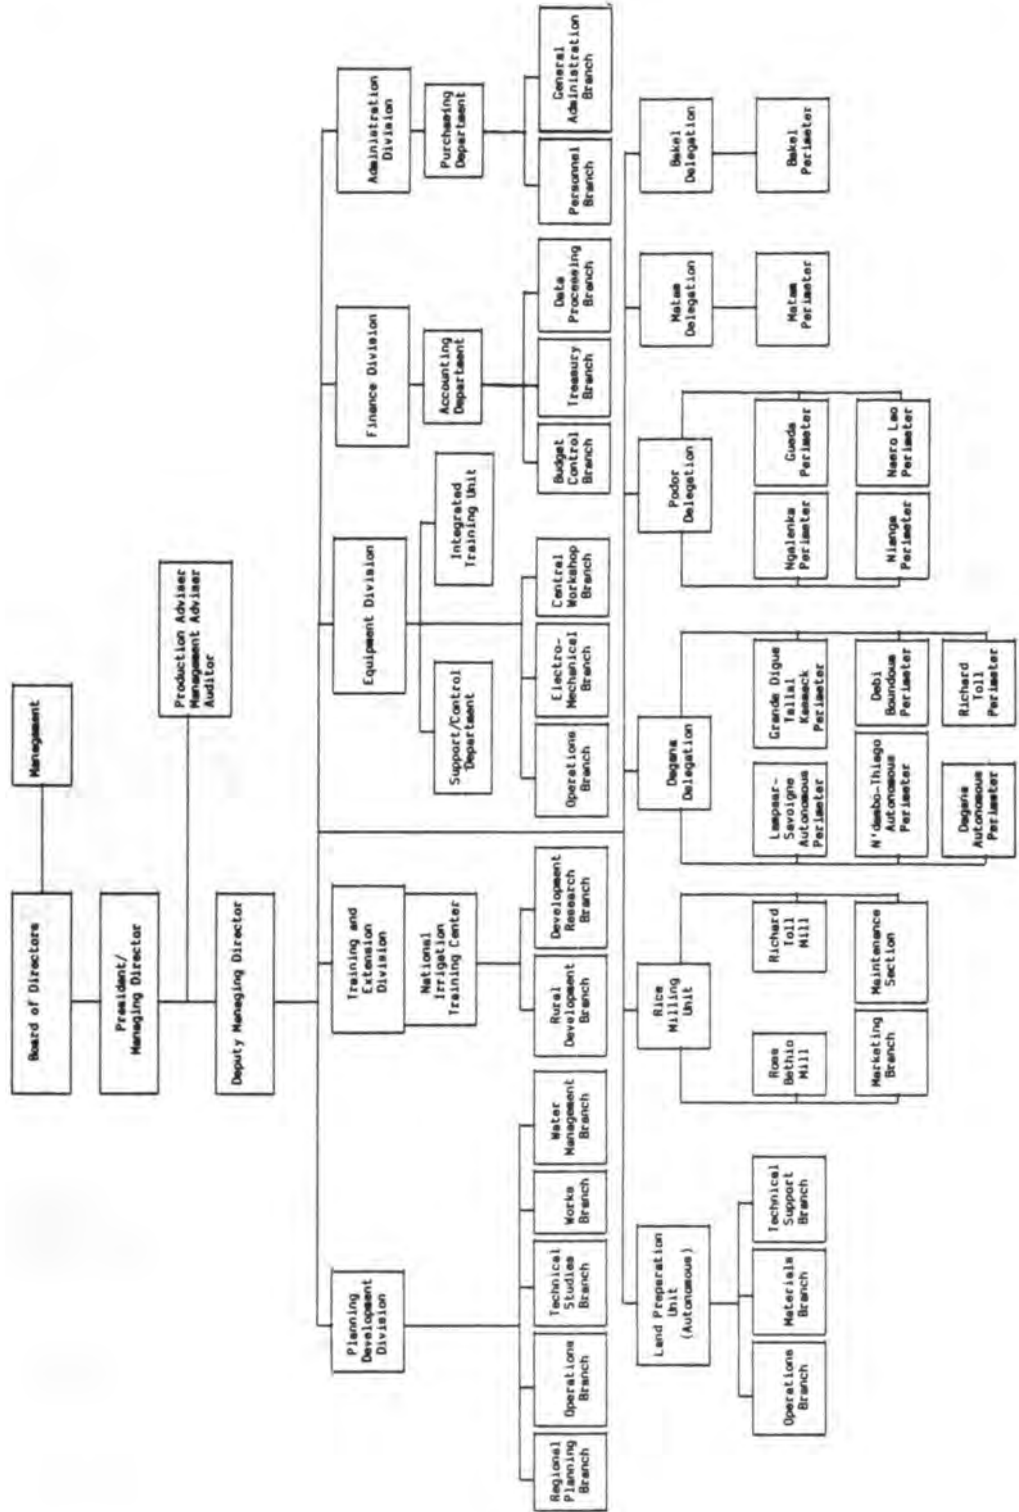 Board of Directors
Management
President/
Managing Director
Production Adviser
Management Adviser
Auditor
Deputy Managing Director
Planning
Development
Division
Training and
Extension
Division
National
Irrigation
Training Center
Equipment Division
Finance Division
Administration
Division
Support/Control
Department
Integrated
Training Unit
Accounting
Department
Purchasing
Department
Regional
Planning
Branch
Operations
Branch
Technical
Studies
Branch
Works
Branch
Water
Management
Branch
Rural
Development
Branch
Development
Research
Branch
Operations
Branch
Electro-
Mechanical
Branch
Central
Workshop
Branch
Budget
Control
Branch
Treasury
Branch
Data
Processing
Branch
Personnel
Branch
General
Administration
Branch
Land Preparation
Unit
(Autonomous)
Rice
Milling
Unit
Dagana
Delegation
Podor
Delegation
Matam
Delegation
Bakel
Delegation
Operations
Branch
Materials
Branch
Technical
Support
Branch
Ross
Bethio
Mill
Richard
Toll
Mill
Marketing
Branch
Maintenance
Section
Lampsar-
Savoigne
Autonomous
Perimeter
Grande Digue
Tellal
Kassack
Perimeter
N'dombo-Thiago
Autonomous
Perimeter
Debi
Boundous
Perimeter
Dagana
Autonomous
Perimeter
Richard
Toll
Perimeter
Ngalenka
Perimeter
Guede
Perimeter
Nianga
Perimeter
Perimeter
Matam
Perimeter
Bakel
Perimeter